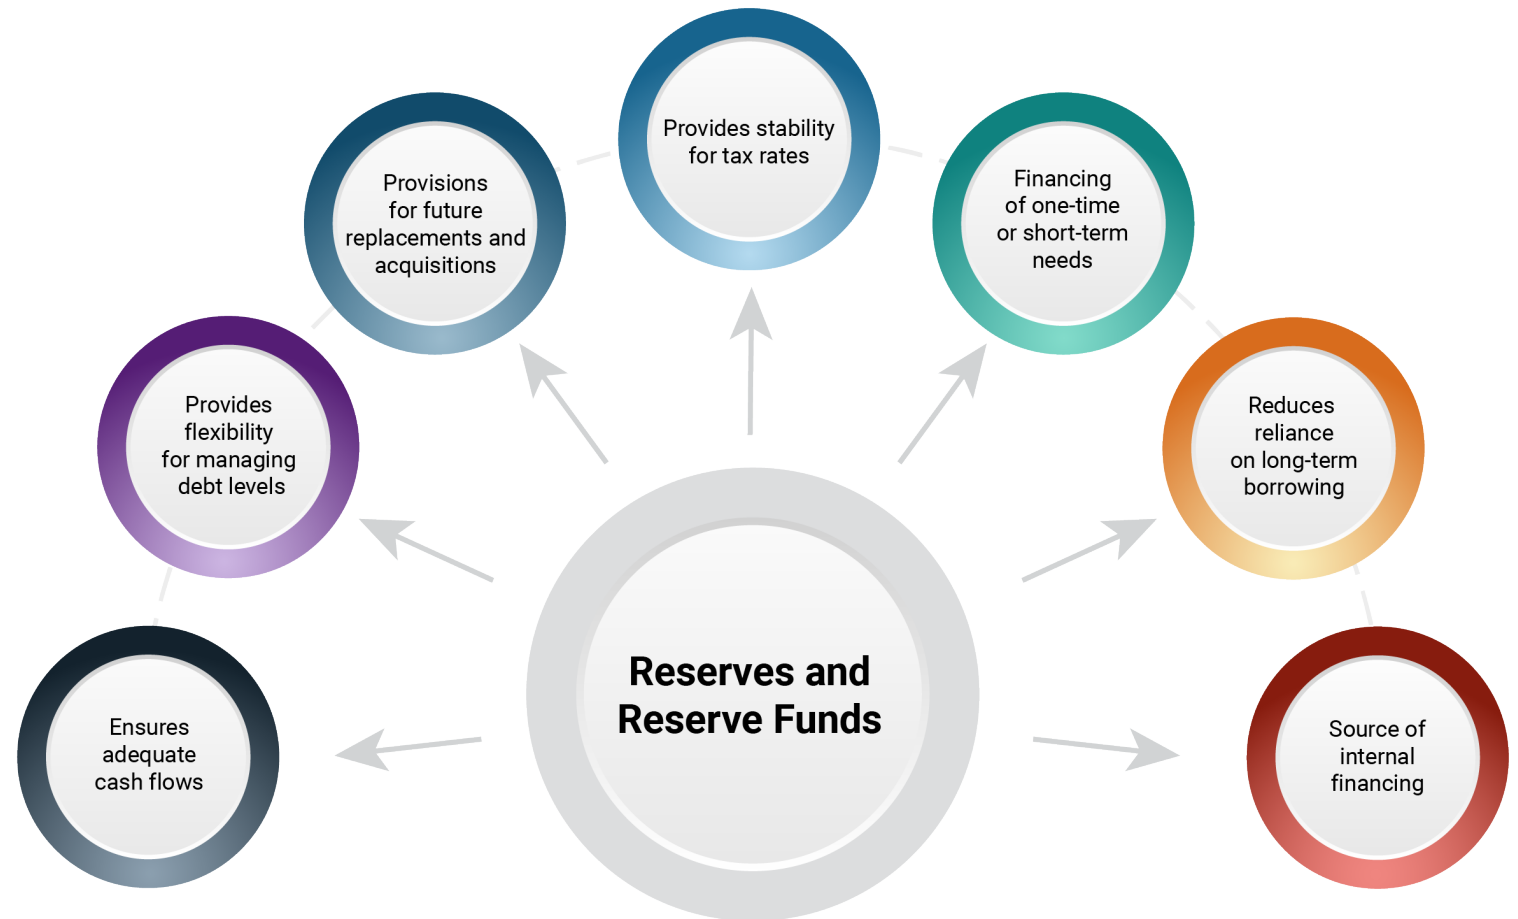 Provides stability
for tax rates
Provisions
for future
replacements and
acquisitions
Financing
of one-time
or short-term
needs
Provides
flexibility
for managing
debt levels
Reduces
reliance
on long-term
borrowing
Reserves and
Reserve Funds
Ensures
adequate
cash flows
Source of
internal
financing